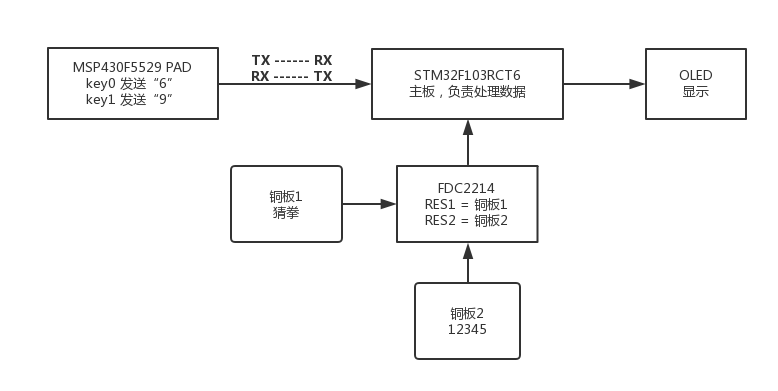 MSP430F5529 PAD
key0 发送“6”
key1 发送“9”
TX ------ RX
RX ------ TX
STM32F103RCT6
主板，负责处理数据
OLED
显示
铜板1
猜拳
FDC2214
RES1 = 铜板1
RES2 = 铜板2
铜板2
12345